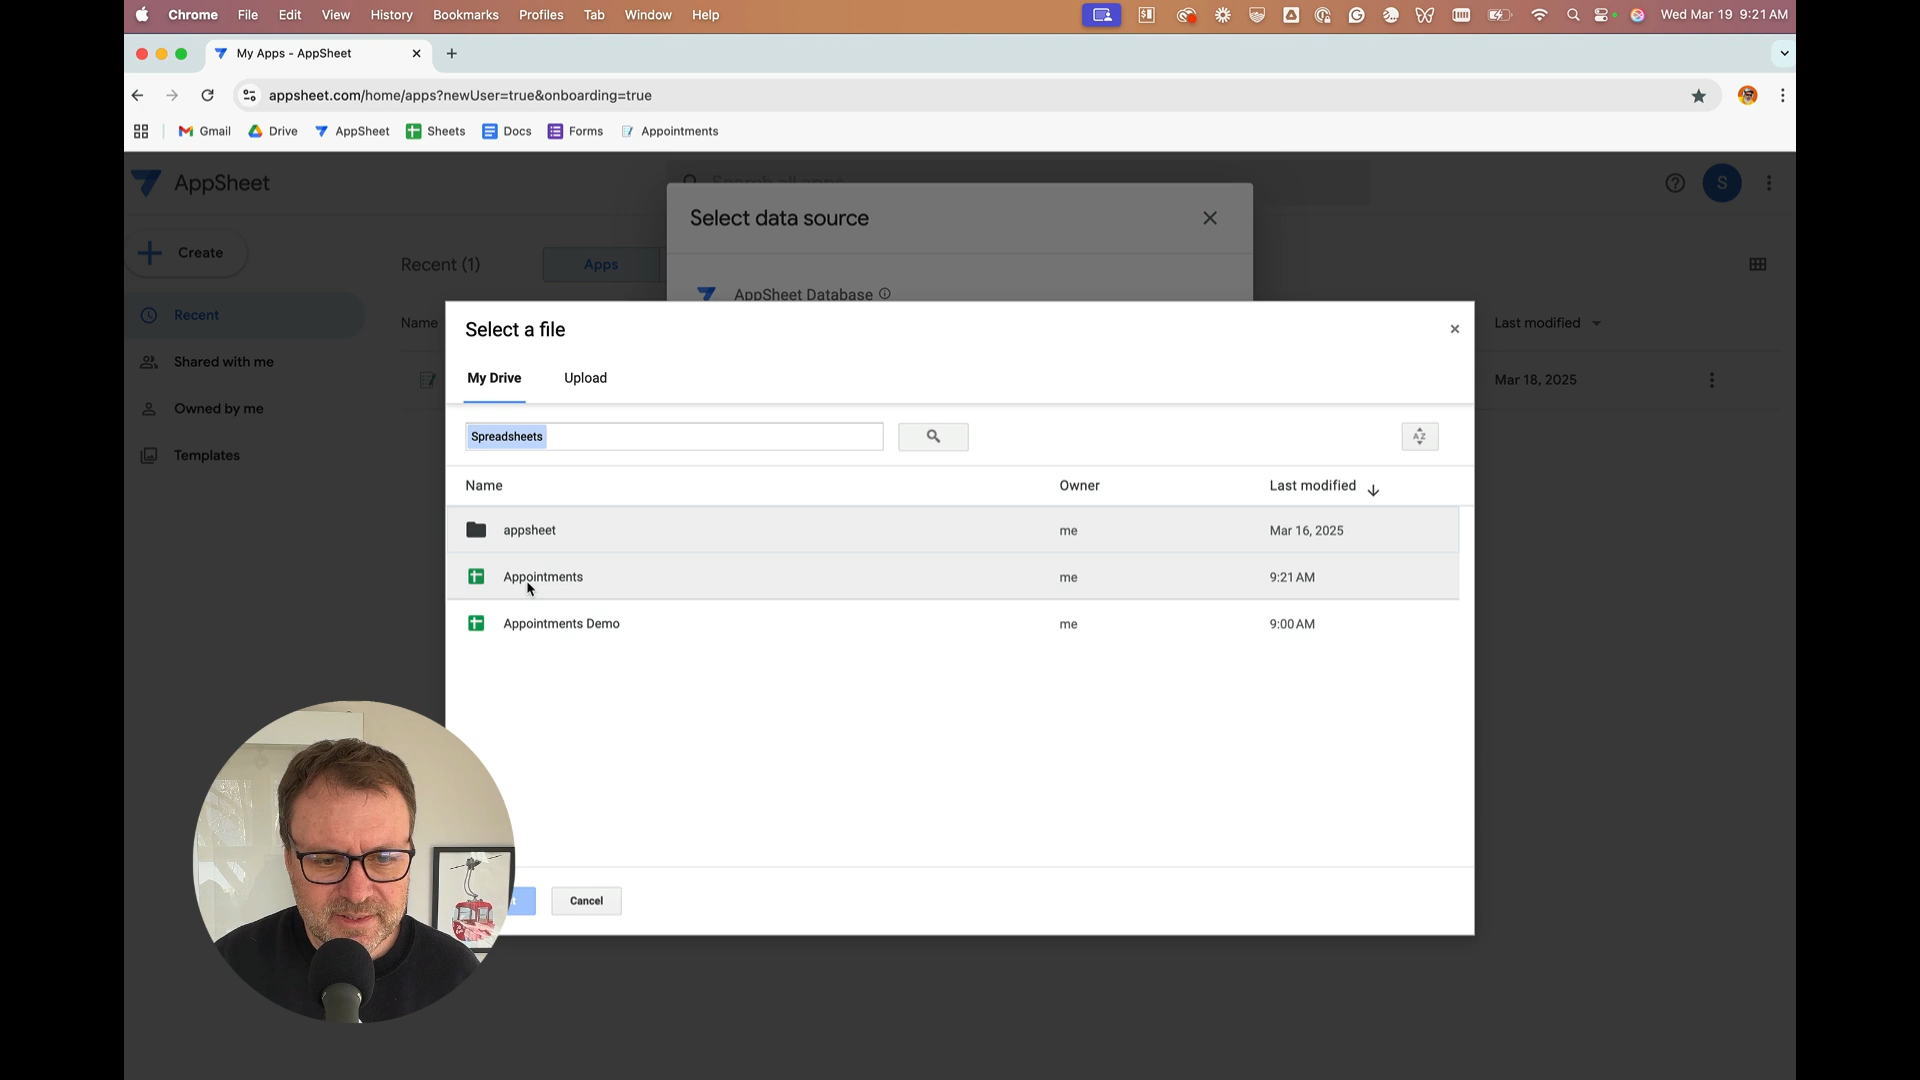 Chrome File Edit View History Bookmarks Profiles Tab Window Help Wed Mar 19 9:21 AM
My Apps - AppSheet
appsheet.com/home/apps?newUser=true&onboarding=true
Gmail Drive AppSheet Sheets Docs Forms Appointments
AppSheet Search all apps S
Select data source
Create
Recent (1) Apps
AppSheet Database
Recent
Name Last modified
Select a file
Shared with me
My Drive Upload
Mar 18, 2025
Owned by me
Spreadsheets
Templates
Name Owner Last modified
appsheet me Mar 16, 2025
Appointments me 9:21 AM
Appointments Demo me 9:00 AM
Cancel